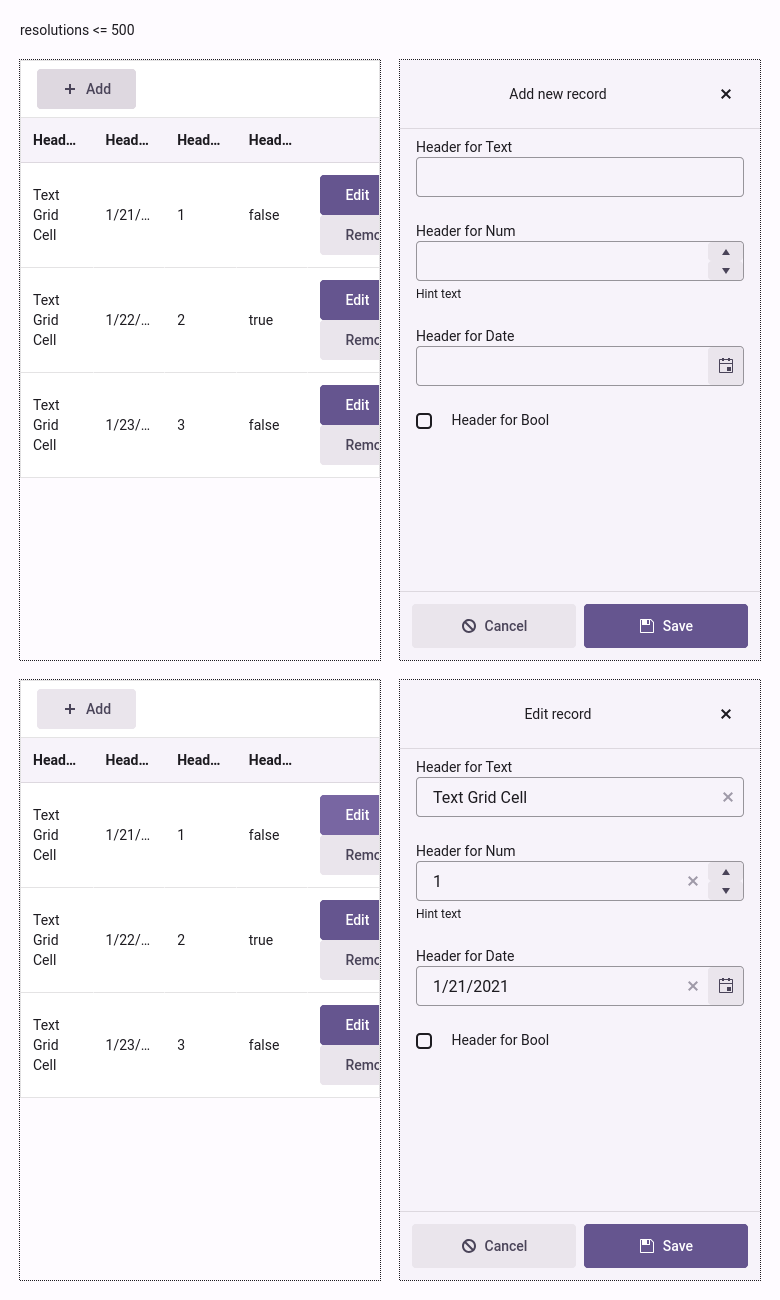 resolutions <= 500
Add
Head... Head... Head... Head...
Text Grid Cell 1/21/... 1 false Edit
Remo
Text Grid Cell 1/22/... 2 true Edit
Remo
Text Grid Cell 1/23/... 3 false Edit
Remo
Add new record
Header for Text
Header for Num
Hint text
Header for Date
Header for Bool
Cancel Save
Add
Head... Head... Head... Head...
Text Grid Cell 1/21/... 1 false Edit
Remo
Text Grid Cell 1/22/... 2 true Edit
Remo
Text Grid Cell 1/23/... 3 false Edit
Remo
Edit record
Header for Text
Text Grid Cell
Header for Num
1
Hint text
Header for Date
1/21/2021
Header for Bool
Cancel Save